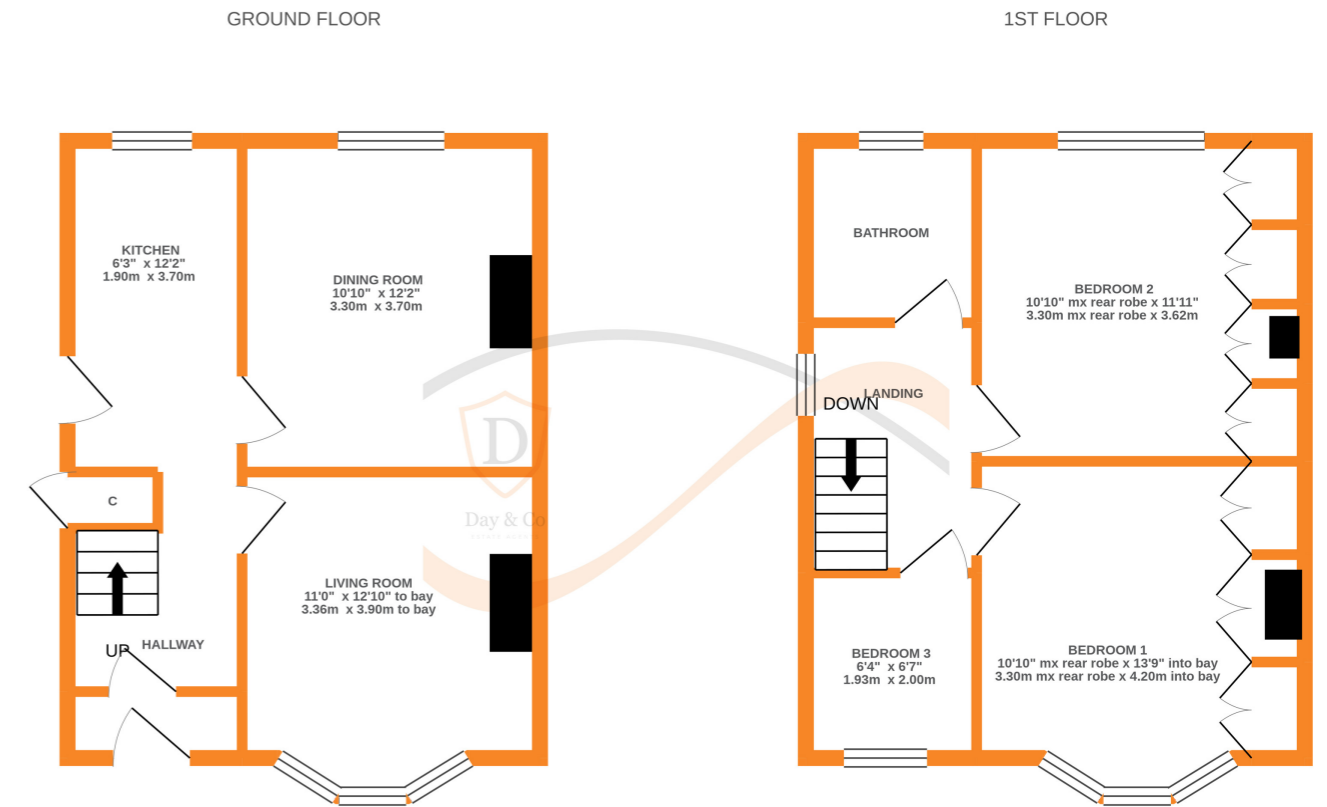 GROUND FLOOR
1ST FLOOR
KITCHEN
6'3" x 12'2"
1.90m x 3.70m
DINING ROOM
10'10" x 12'2"
3.30m x 3.70m
C
UP
HALLWAY
LIVING ROOM
11'0" x 12'10" to bay
3.36m x 3.90m to bay
D
Day & Co
ESTATE AGENTS
BATHROOM
BEDROOM 2
10'10" mx rear robe x 11'11"
3.30m mx rear robe x 3.62m
LANDING
DOWN
BEDROOM 3
6'4" x 6'7"
1.93m x 2.00m
BEDROOM 1
10'10" mx rear robe x 13'9" into bay
3.30m mx rear robe x 4.20m into bay